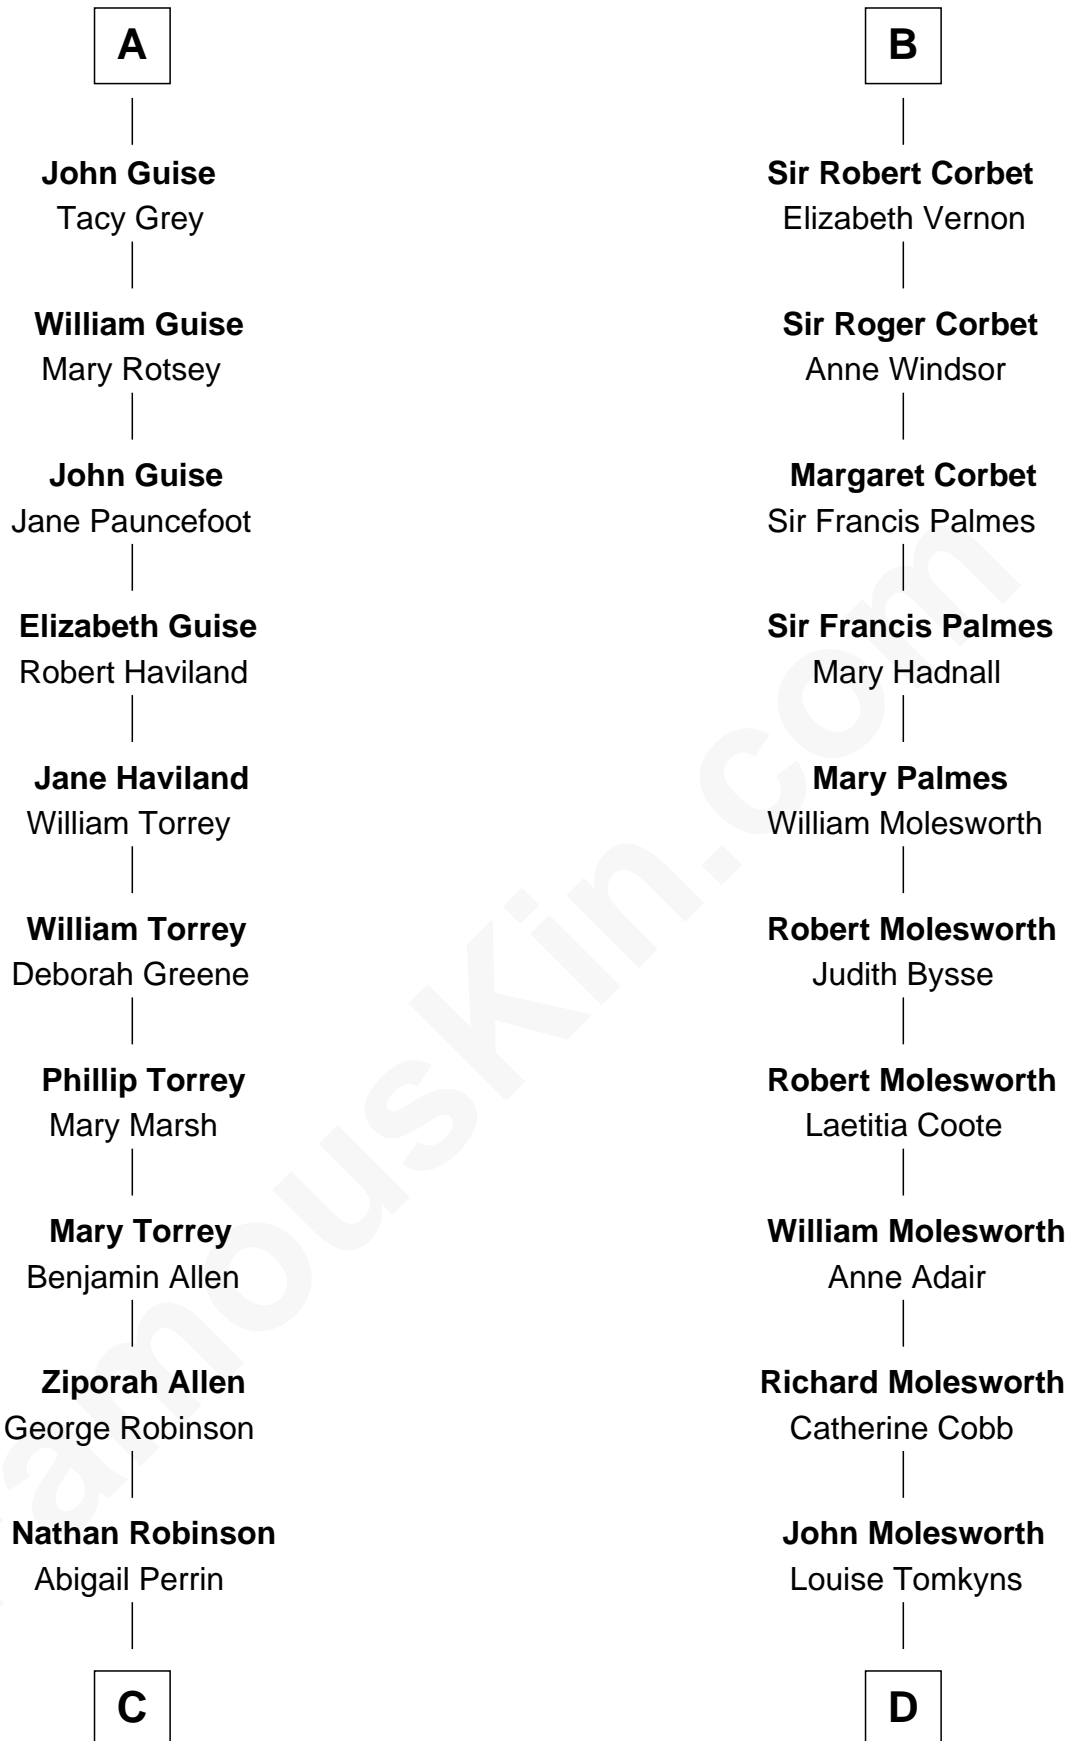 A
John Guise
Tacy Grey
William Guise
Mary Rotsey
John Guise
Jane Pauncefoot
Elizabeth Guise
Robert Haviland
Jane Haviland
William Torrey
William Torrey
Deborah Greene
Phillip Torrey
Mary Marsh
Mary Torrey
Benjamin Allen
Ziporah Allen
George Robinson
Nathan Robinson
Abigail Perrin
C
B
Sir Robert Corbet
Elizabeth Vernon
Sir Roger Corbet
Anne Windsor
Margaret Corbet
Sir Francis Palmes
Sir Francis Palmes
Mary Hadnall
Mary Palmes
William Molesworth
Robert Molesworth
Judith Bysse
Robert Molesworth
Laetitia Coote
William Molesworth
Anne Adair
Richard Molesworth
Catherine Cobb
John Molesworth
Louise Tomkyns
D
FamousKin.com